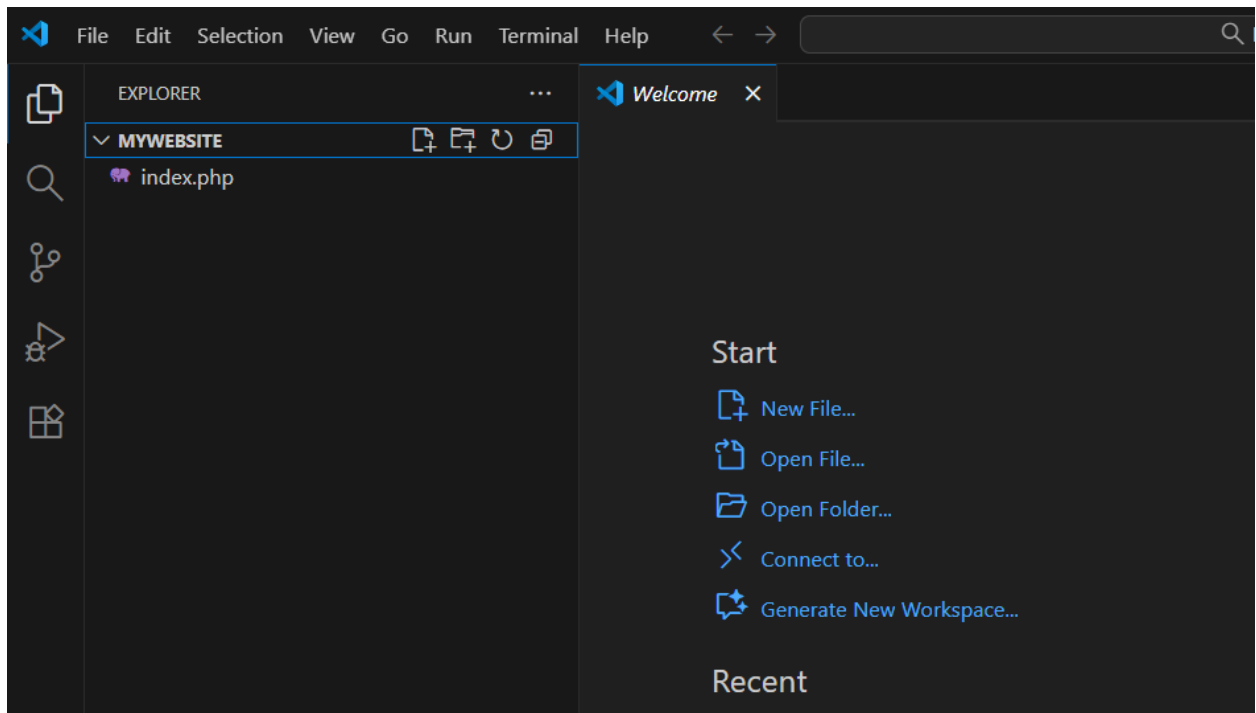 File Edit Selection View Go Run Terminal Help
EXPLORER
Welcome
MYWEBSITE
index.php
Start
New File...
Open File...
Open Folder...
Connect to...
Generate New Workspace...
Recent